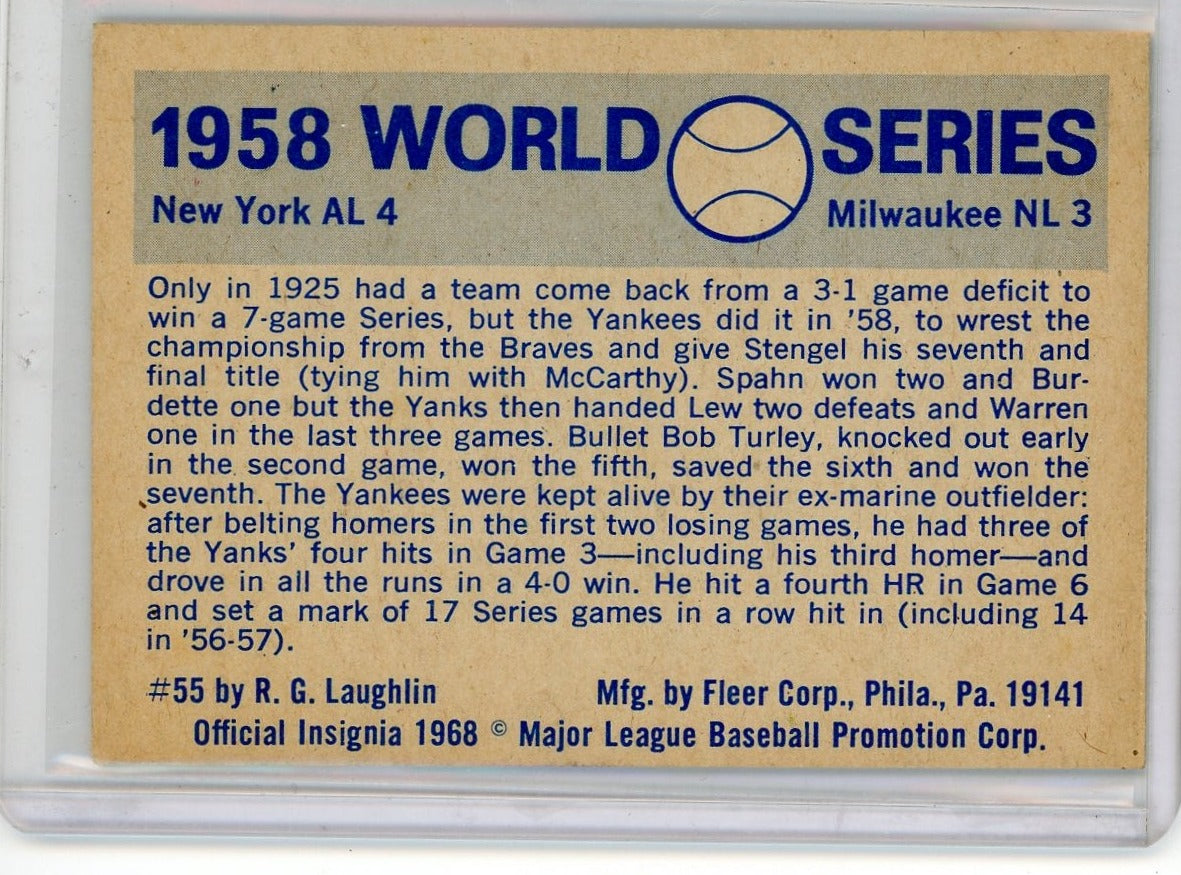 1958 WORLD SERIES
New York AL 4 Milwaukee NL 3
Only in 1925 had a team come back from a 3-1 game deficit to
win a 7-game Series, but the Yankees did it in '58, to wrest the
championship from the Braves and give Stengel his seventh and
final title (tying him with McCarthy). Spahn won two and Bur-
dette one but the Yanks then handed Lew two defeats and Warren
one in the last three games. Bullet Bob Turley, knocked out early
in the second game, won the fifth, saved the sixth and won the
seventh. The Yankees were kept alive by their ex-marine outfielder:
after belting homers in the first two losing games, he had three of
the Yanks' four hits in Game 3—including his third homer—and
drove in all the runs in a 4-0 win. He hit a fourth HR in Game 6
and set a mark of 17 Series games in a row hit in (including 14
in '56-57).
#55 by R. G. Laughlin Mfg. by Fleer Corp., Phila., Pa. 19141
Official Insignia 1968 © Major League Baseball Promotion Corp.